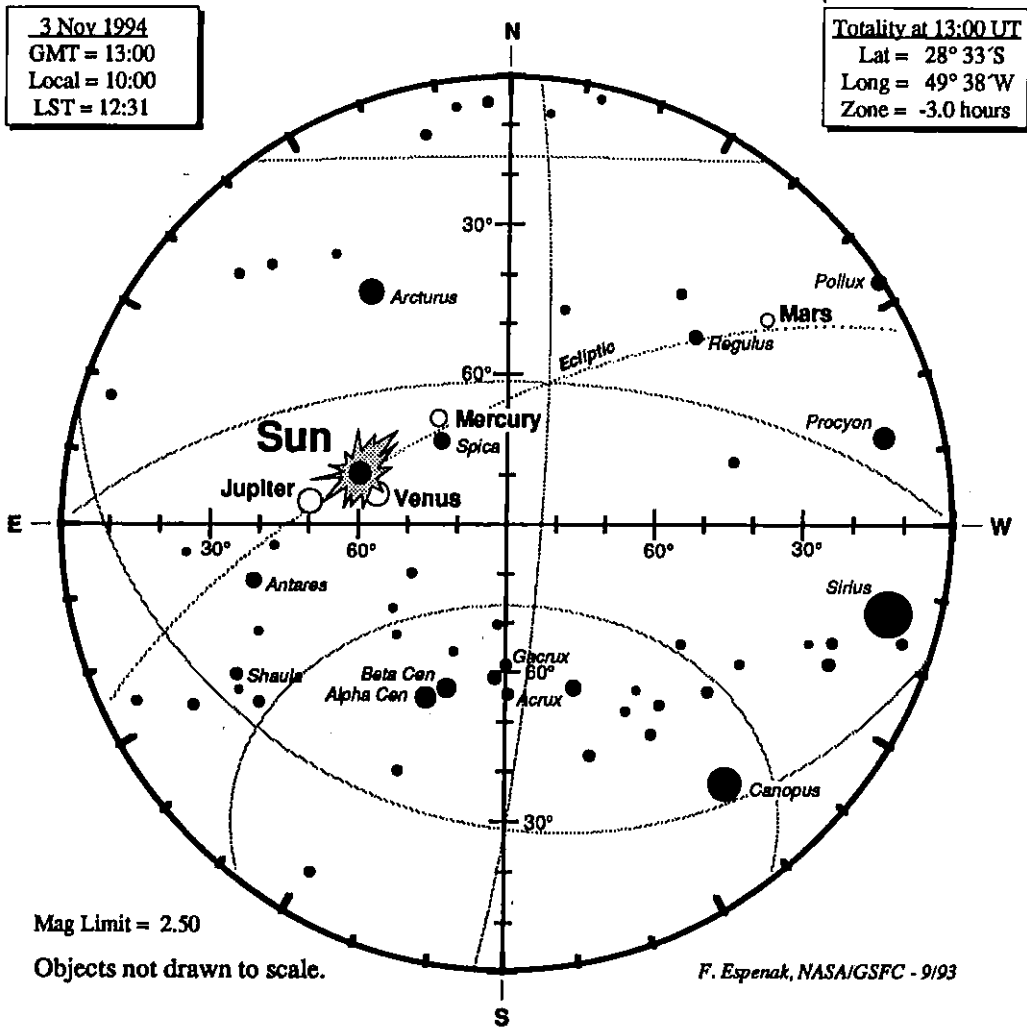 3 Nov 1994
GMT = 13:00
Local = 10:00
LST = 12:31
Totality at 13:00 UT
Lat = 28° 33´S
Long = 49° 38´W
Zone = -3.0 hours
N
30°
Pollux
Arcturus
Mars
Regulus
Ecliptic
60°
Mercury
Procyon
Sun
Spica
Jupiter
Venus
E
W
30°
60°
60°
30°
Antares
Sirius
Gacrux
Shaula
Beta Cen
60°
Alpha Cen
Acrux
Canopus
30°
Mag Limit = 2.50
Objects not drawn to scale.
F. Espenak, NASA/GSFC - 9/93
S